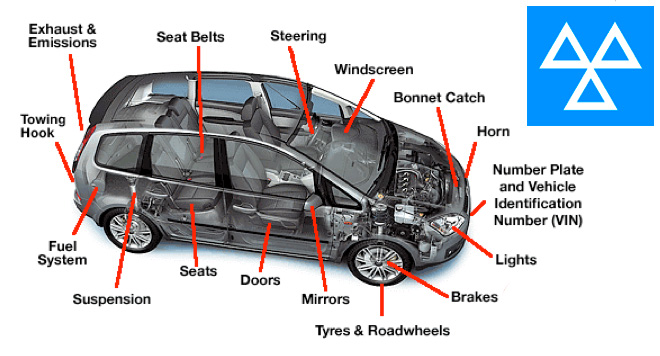 Exhaust &
Emissions
Seat Belts
Steering
Windscreen
Bonnet Catch
Towing
Hook
Horn
Number Plate
and Vehicle
Identification
Number (VIN)
Fuel
System
Lights
Seats
Doors
Suspension
Mirrors
Brakes
Tyres & Roadwheels